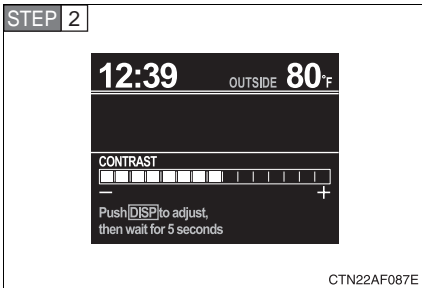 STEP 2
12:39 OUTSIDE 80°F
CONTRAST
− +
Push DISP to adjust,
then wait for 5 seconds
CTN22AF087E